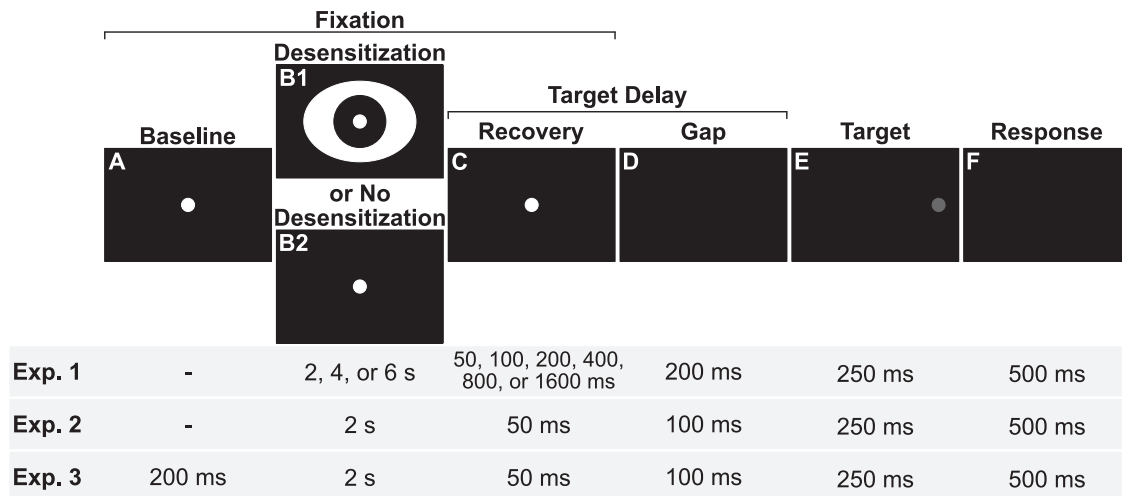 Fixation
Desensitization
B1
Target Delay
Baseline
Recovery
Gap
Target
Response
A
C
D
E
F
or No
Desensitization
B2
Exp. 1 - 2, 4, or 6 s 50, 100, 200, 400, 800, or 1600 ms 200 ms 250 ms 500 ms
Exp. 2 - 2 s 50 ms 100 ms 250 ms 500 ms
Exp. 3 200 ms 2 s 50 ms 100 ms 250 ms 500 ms